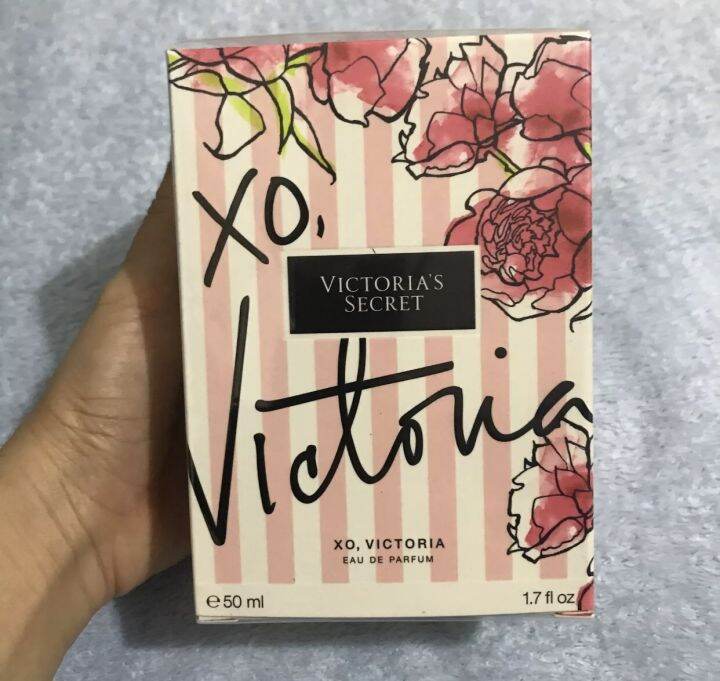 XO,
VICTORIA'S
SECRET
Victoria
XO, VICTORIA
EAU DE PARFUM
℮50 ml
1.7 fl oz